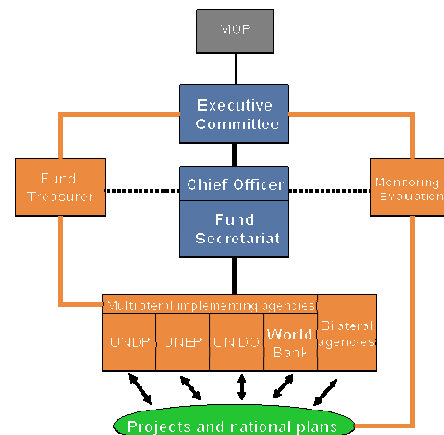 MOP
Executive
Committee
Fund
Treasurer
Chief Officer
Monitoring
Evaluation
Fund
Secretariat
Multilateral implementing agencies
UNDP
UNEP
UNIDO
World
Bank
Bilateral
agencies
Projects and national plans